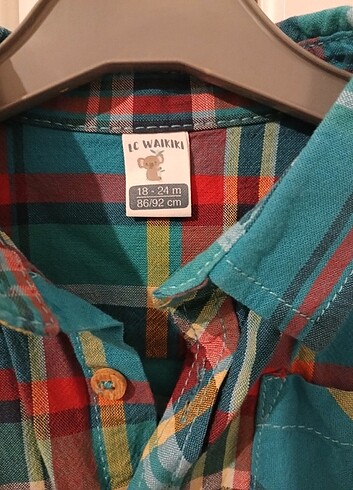 LC WAIKIKI
18 - 24 m
86/92 cm